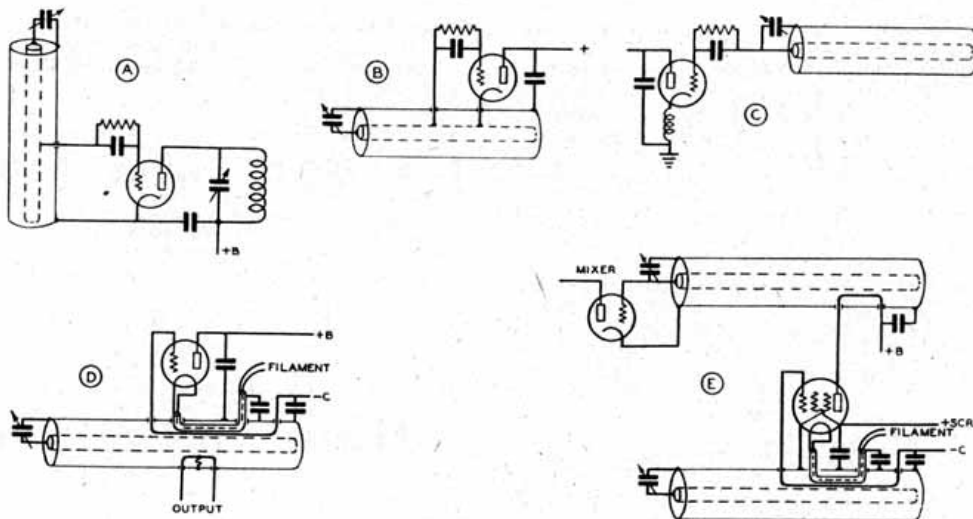 A
B
+
C
+B
MIXER
+B
D
+B
FILAMENT
-C
OUTPUT
E
+SCR
FILAMENT
-C